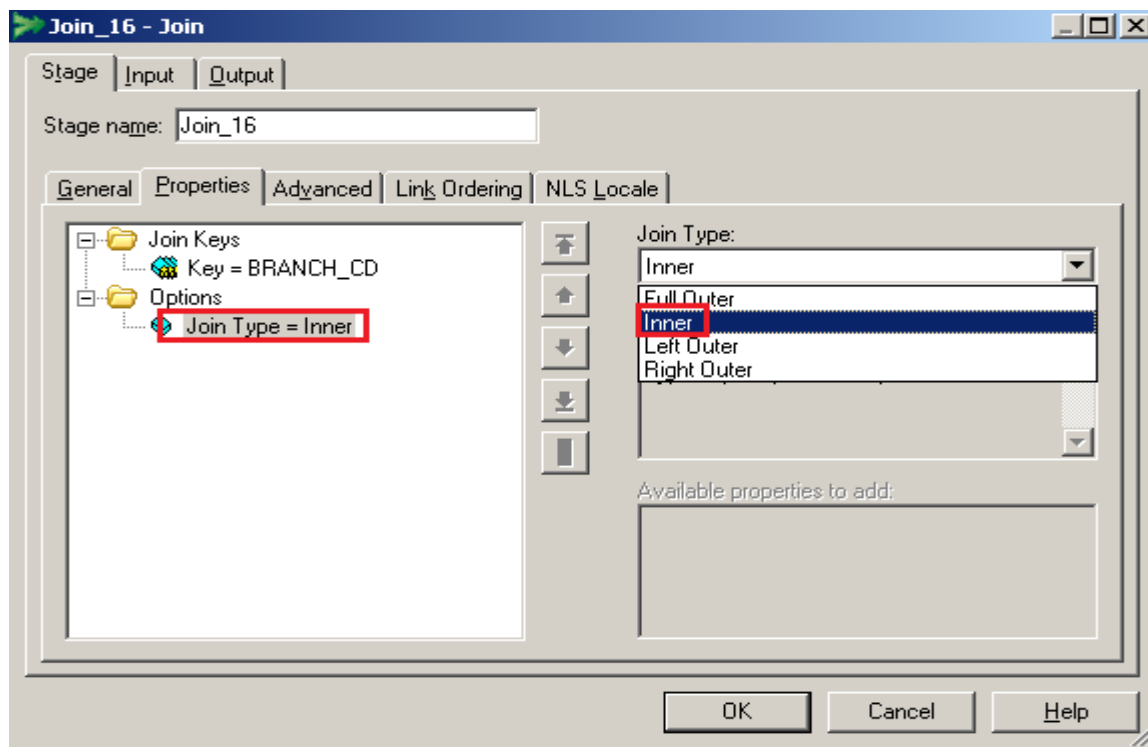 Join_16 - Join
Stage Input Output
Stage name: Join_16
General Properties Advanced Link Ordering NLS Locale
Join Keys
Key = BRANCH_CD
Options
Join Type = Inner
Join Type:
Inner
Full Outer
Inner
Left Outer
Right Outer
Available properties to add:
OK Cancel Help